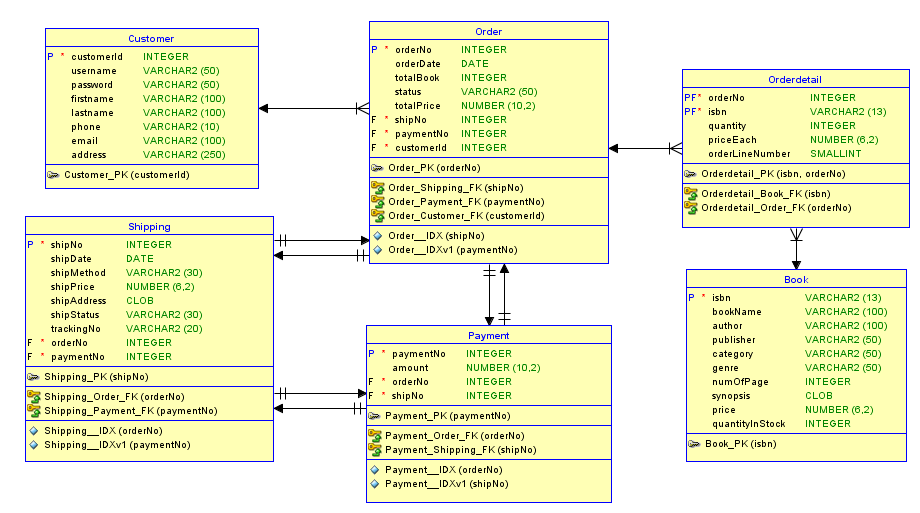 Customer
P * customerId INTEGER
username VARCHAR2 (50)
password VARCHAR2 (50)
firstname VARCHAR2 (100)
lastname VARCHAR2 (100)
phone VARCHAR2 (10)
email VARCHAR2 (100)
address VARCHAR2 (250)
Customer_PK (customerId)
Order
P * orderNo INTEGER
orderDate DATE
totalBook INTEGER
status VARCHAR2 (50)
totalPrice NUMBER (10,2)
F * shipNo INTEGER
F * paymentNo INTEGER
F * customerId INTEGER
Order_PK (orderNo)
Order_Shipping_FK (shipNo)
Order_Payment_FK (paymentNo)
Order_Customer_FK (customerId)
Order__IDX (shipNo)
Order__IDXv1 (paymentNo)
Orderdetail
PF* orderNo INTEGER
PF* isbn VARCHAR2 (13)
quantity INTEGER
priceEach NUMBER (6,2)
orderLineNumber SMALLINT
Orderdetail_PK (isbn, orderNo)
Orderdetail_Book_FK (isbn)
Orderdetail_Order_FK (orderNo)
Shipping
P * shipNo INTEGER
shipDate DATE
shipMethod VARCHAR2 (30)
shipPrice NUMBER (6,2)
shipAddress CLOB
shipStatus VARCHAR2 (30)
trackingNo VARCHAR2 (20)
F * orderNo INTEGER
F * paymentNo INTEGER
Shipping_PK (shipNo)
Shipping_Order_FK (orderNo)
Shipping_Payment_FK (paymentNo)
Shipping__IDX (orderNo)
Shipping__IDXv1 (paymentNo)
Payment
P * paymentNo INTEGER
amount NUMBER (10,2)
F * orderNo INTEGER
F * shipNo INTEGER
Payment_PK (paymentNo)
Payment_Order_FK (orderNo)
Payment_Shipping_FK (shipNo)
Payment__IDX (orderNo)
Payment__IDXv1 (shipNo)
Book
P * isbn VARCHAR2 (13)
bookName VARCHAR2 (100)
author VARCHAR2 (100)
publisher VARCHAR2 (50)
category VARCHAR2 (50)
genre VARCHAR2 (50)
numOfPage INTEGER
synopsis CLOB
price NUMBER (6,2)
quantityInStock INTEGER
Book_PK (isbn)